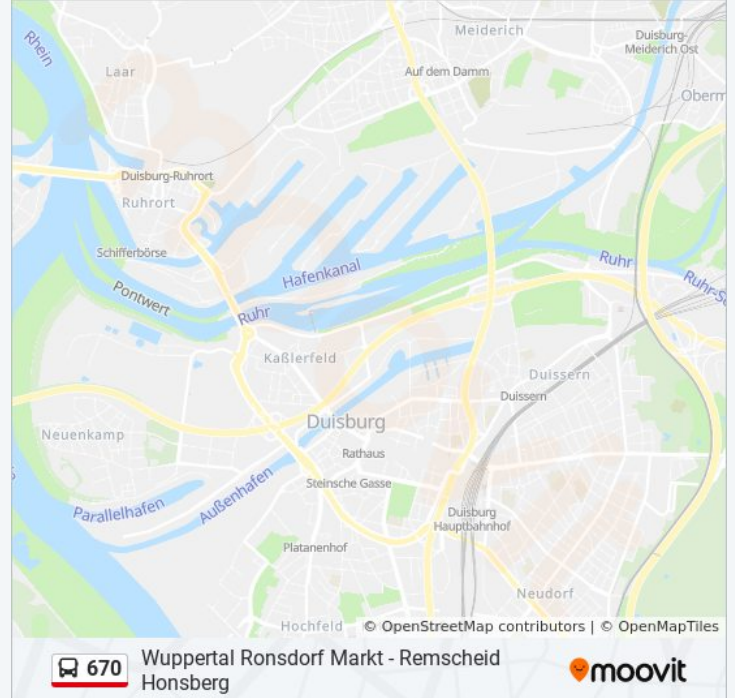 Meiderich
Duisburg-
Meiderich Ost
Rhein
Laar
Auf dem Damm
Oberm
Duisburg-Ruhrort
Ruhrort
Schifferbörse
Hafenkanal
Ruhr
Ruhr-S
Pontwert
Ruhr
Kaßlerfeld
Duissern
Duissern
Duisburg
Neuenkamp
Rathaus
Steinsche Gasse
Außenhafen
Parallelhafen
Duisburg
Hauptbahnhof
Platanenhof
Neudorf
Hochfeld
© OpenStreetMap contributors | © OpenMapTiles
670
Wuppertal Ronsdorf Markt - Remscheid
Honsberg
moovit